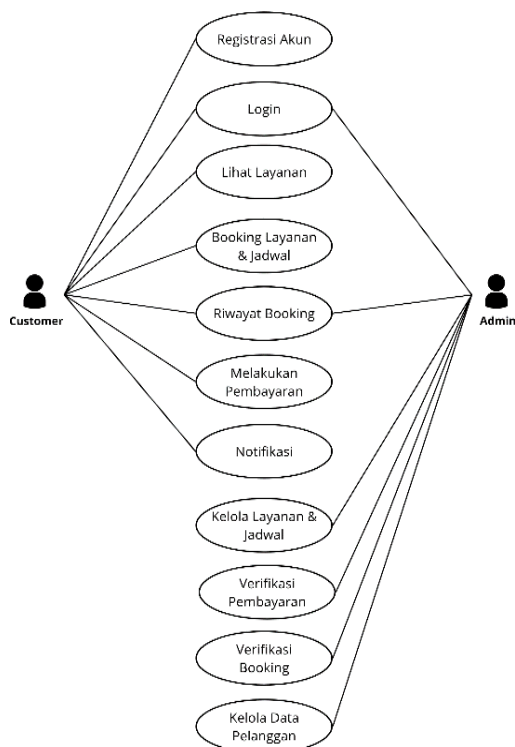 Registrasi Akun
Login
Lihat Layanan
Booking Layanan
& Jadwal
Customer
Riwayat Booking
Admin
Melakukan
Pembayaran
Notifikasi
Kelola Layanan &
Jadwal
Verifikasi
Pembayaran
Verifikasi
Booking
Kelola Data
Pelanggan